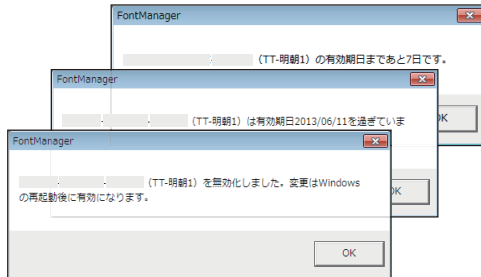 FontManager
（TT-明朝1）の有効期日まであと7日です。
OK
FontManager
- - （TT-明朝1）は有効期日2013/06/11を過ぎていま
OK
FontManager
- - （TT-明朝1）を無効化しました。変更はWindows
の再起動後に有効になります。
OK